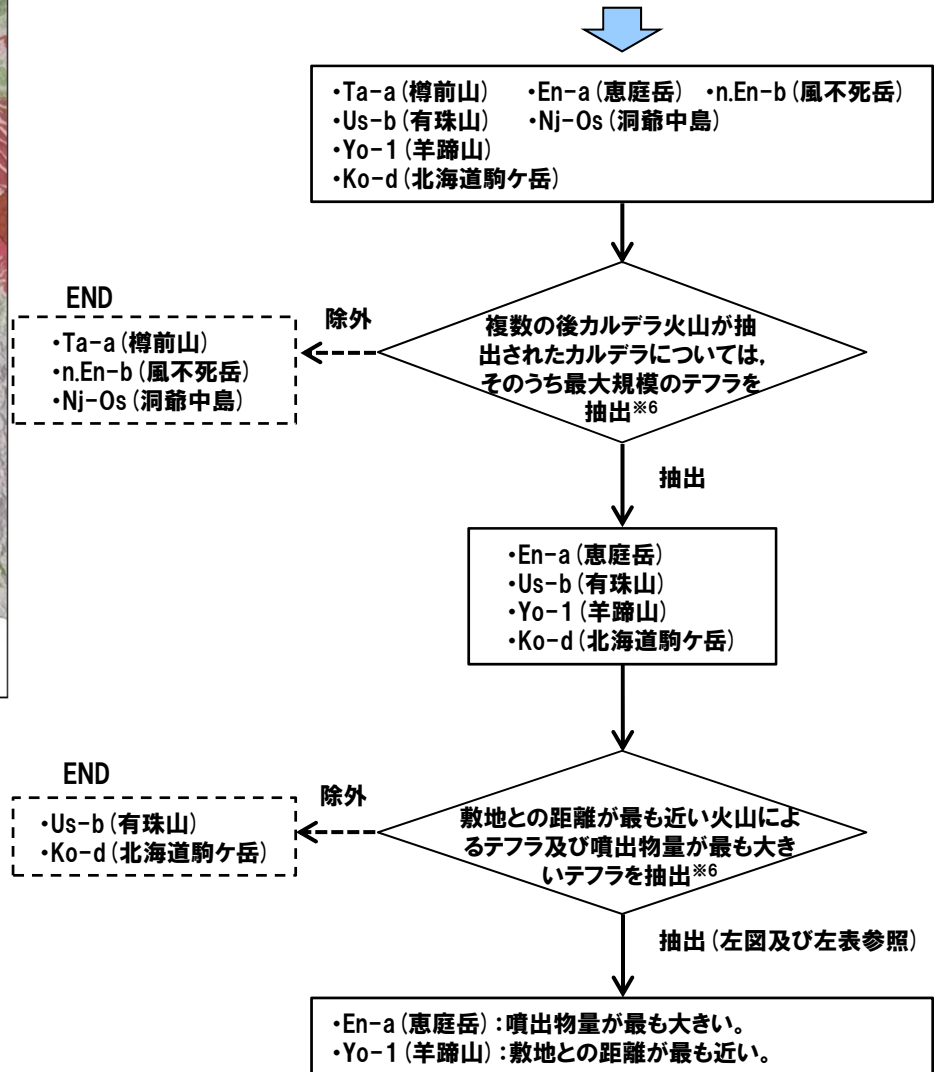 ・Ta-a(樽前山) ・En-a(恵庭岳) ・n.En-b(風不死岳)
・Us-b(有珠山) ・Nj-Os(洞爺中島)
・Yo-1(羊蹄山)
・Ko-d(北海道駒ケ岳)
END
・Ta-a(樽前山)
・n.En-b(風不死岳)
・Nj-Os(洞爺中島)
除外
複数の後カルデラ火山が抽
出されたカルデラについては,
そのうち最大規模のテフラを
抽出※6
抽出
・En-a(恵庭岳)
・Us-b(有珠山)
・Yo-1(羊蹄山)
・Ko-d(北海道駒ケ岳)
END
・Us-b(有珠山)
・Ko-d(北海道駒ケ岳)
除外
敷地との距離が最も近い火山によ
るテフラ及び噴出物量が最も大き
いテフラを抽出※6
抽出(左図及び左表参照)
・En-a(恵庭岳):噴出物量が最も大きい。
・Yo-1(羊蹄山):敷地との距離が最も近い。